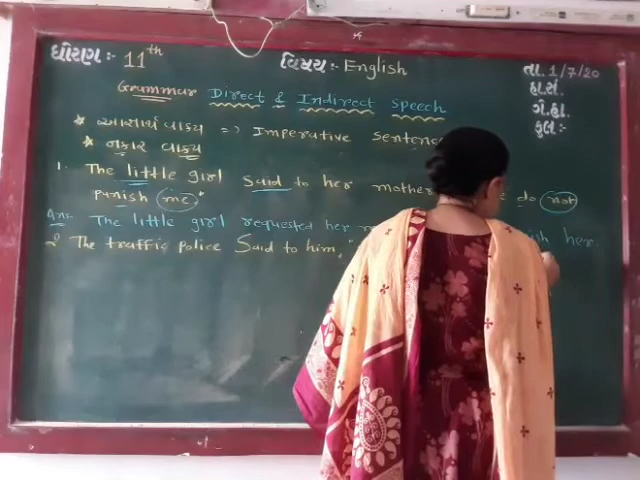 ધોરણ :- 11th વિષય :- English તા. 1/7/20
હા.સં.
ગે.હા.
કુલ :-
Grammar Direct & Indirect Speech
* આજ્ઞાર્થ વાક્ય => Imperative Sentence
* નકાર વાક્ય
1. The little girl said to her mother do not
punish me"
Ans: The little girl requested her her.
2 The traffic police Said to him, "